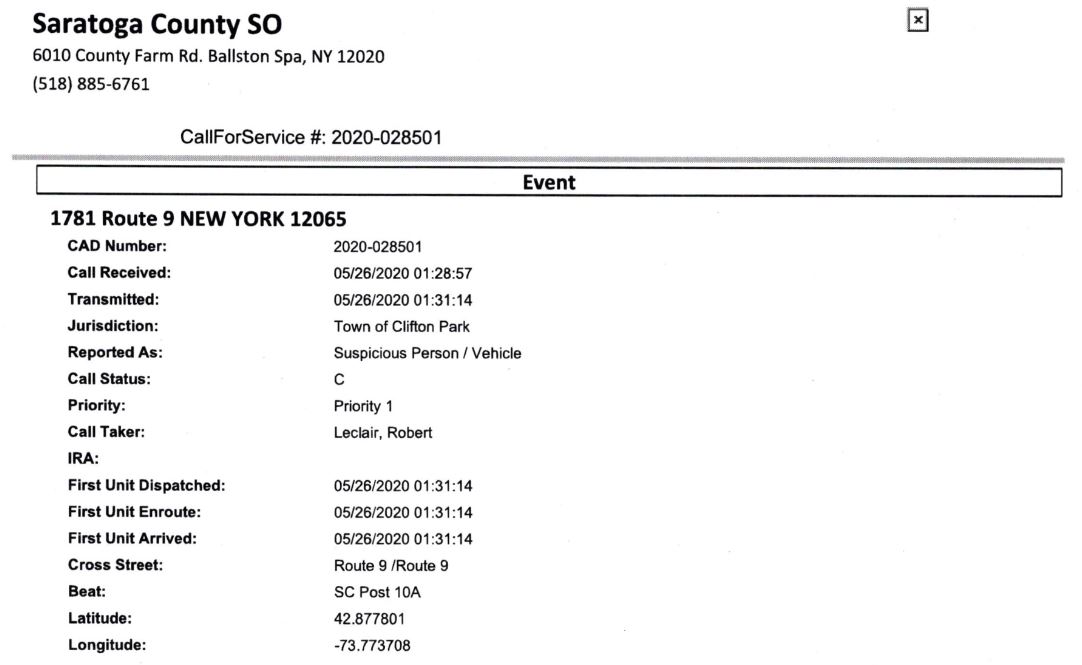 Saratoga County SO
6010 County Farm Rd. Ballston Spa, NY 12020
(518) 885-6761
CallForService #: 2020-028501
Event
1781 Route 9 NEW YORK 12065
CAD Number: 2020-028501
Call Received: 05/26/2020 01:28:57
Transmitted: 05/26/2020 01:31:14
Jurisdiction: Town of Clifton Park
Reported As: Suspicious Person / Vehicle
Call Status: C
Priority: Priority 1
Call Taker: Leclair, Robert
IRA:
First Unit Dispatched: 05/26/2020 01:31:14
First Unit Enroute: 05/26/2020 01:31:14
First Unit Arrived: 05/26/2020 01:31:14
Cross Street: Route 9 /Route 9
Beat: SC Post 10A
Latitude: 42.877801
Longitude: -73.773708